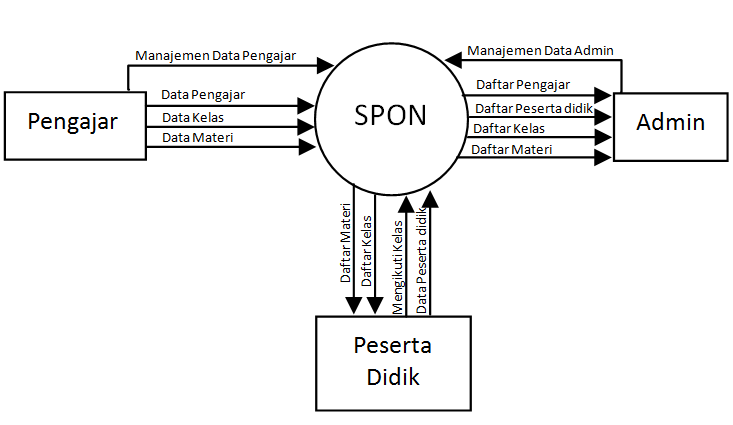 Manajemen Data Pengajar
Manajemen Data Admin
Pengajar
Data Pengajar
Data Kelas
Data Materi
SPON
Daftar Pengajar
Daftar Peserta didik
Daftar Kelas
Daftar Materi
Admin
Daftar Materi
Daftar Kelas
Mengikuti Kelas
Data Peserta didik
Peserta
Didik